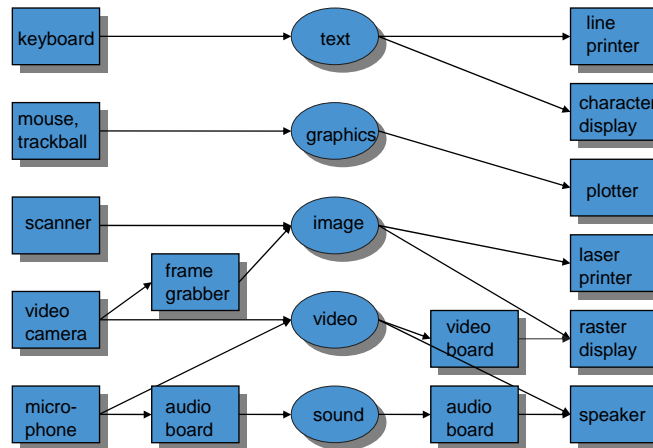 keyboard
text
line
printer
character
display
mouse,
trackball
graphics
plotter
scanner
image
laser
printer
frame
grabber
video
camera
video
video
board
raster
display
micro-
phone
audio
board
sound
audio
board
speaker